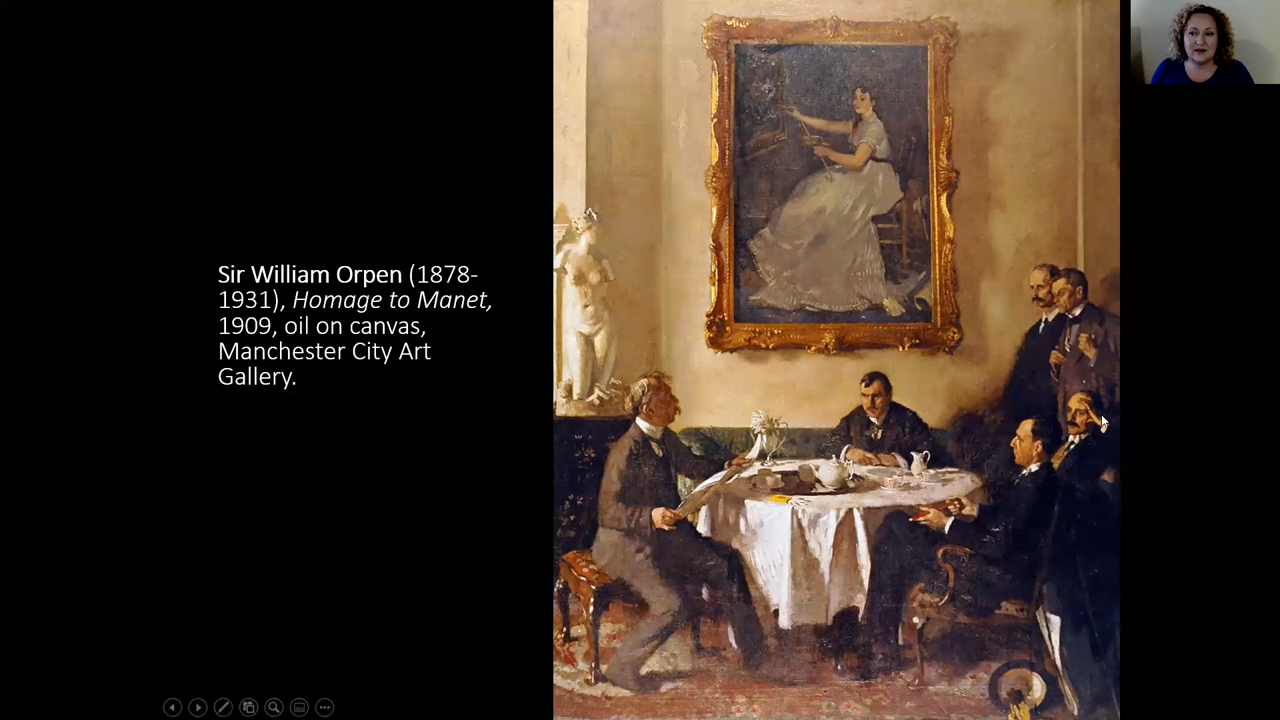 Sir William Orpen (1878-
1931), Homage to Manet,
1909, oil on canvas,
Manchester City Art
Gallery.